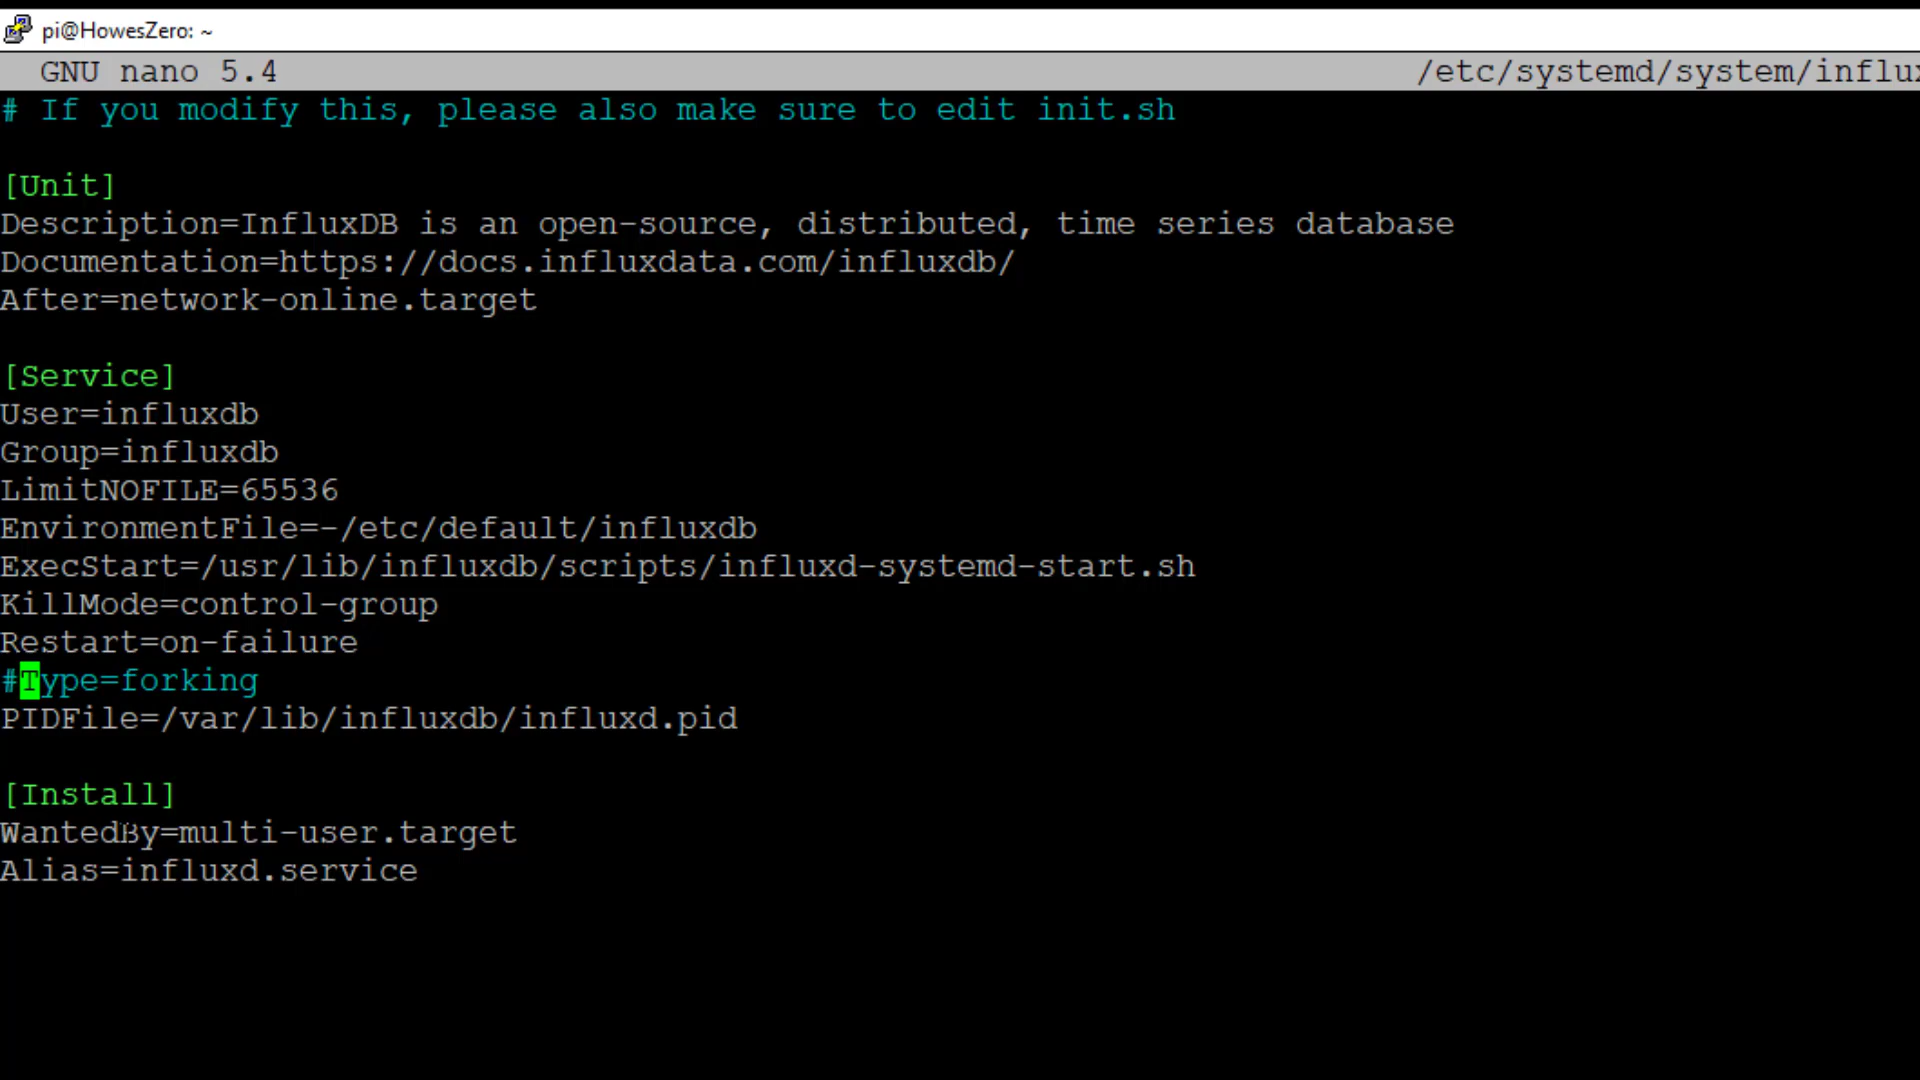 pi@HowesZero: ~
GNU nano 5.4 /etc/systemd/system/influx
# If you modify this, please also make sure to edit init.sh
[Unit]
Description=InfluxDB is an open-source, distributed, time series database
Documentation=https://docs.influxdata.com/influxdb/
After=network-online.target
[Service]
User=influxdb
Group=influxdb
LimitNOFILE=65536
EnvironmentFile=-/etc/default/influxdb
ExecStart=/usr/lib/influxdb/scripts/influxd-systemd-start.sh
KillMode=control-group
Restart=on-failure
#Type=forking
PIDFile=/var/lib/influxdb/influxd.pid
[Install]
WantedBy=multi-user.target
Alias=influxd.service